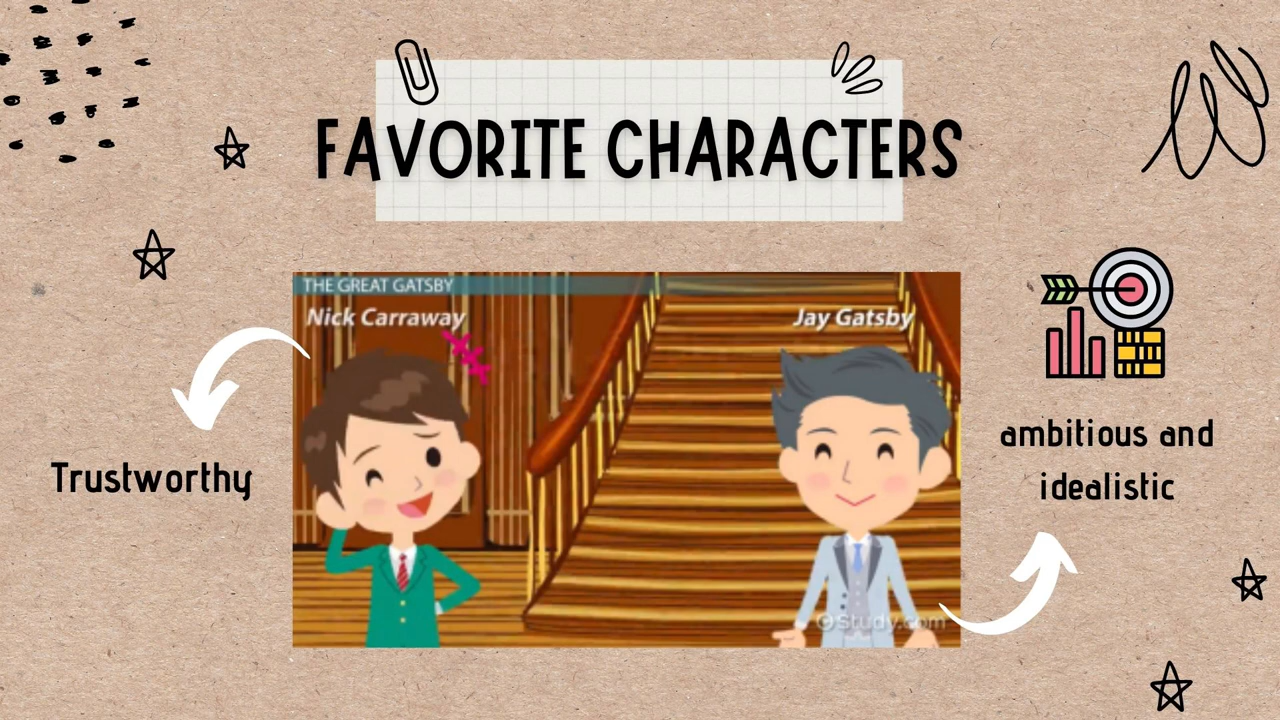 FAVORITE CHARACTERS
THE GREAT GATSBY
Nick Carraway
Jay Gatsby
Trustworthy
ambitious and
idealistic
©Study.com